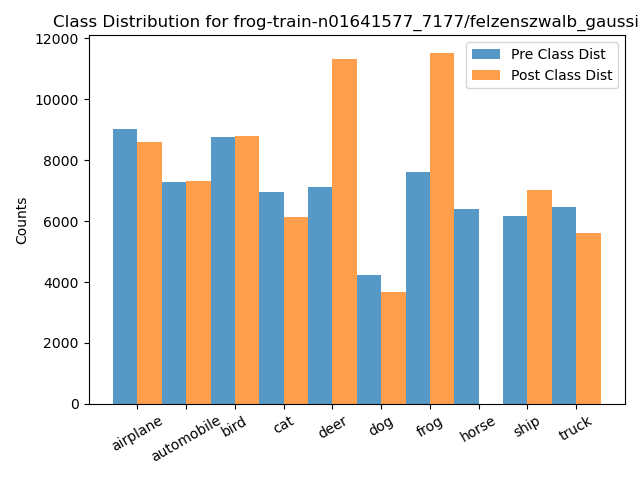 Class Distribution for frog-train-n01641577_7177/felzenszwalb_gaussi
Pre Class Dist
Post Class Dist
Counts
12000
10000
8000
6000
4000
2000
0
airplane
automobile
bird
cat
deer
dog
frog
horse
ship
truck